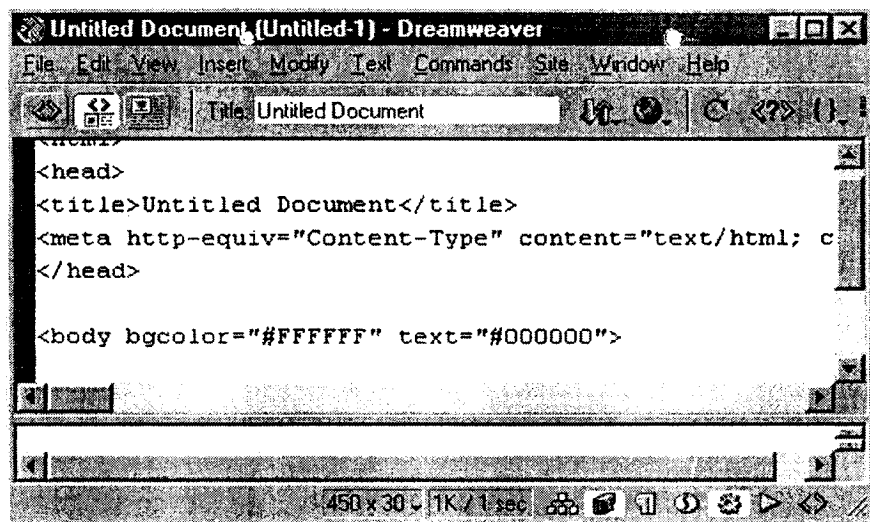 Untitled Document (Untitled-1) - Dreamweaver
File Edit View Insert Modify Text Commands Site Window Help
Title: Untitled Document
<html>
<head>
<title>Untitled Document</title>
<meta http-equiv="Content-Type" content="text/html; c
</head>
<body bgcolor="#FFFFFF" text="#000000">
450 x 30 1K / 1 sec